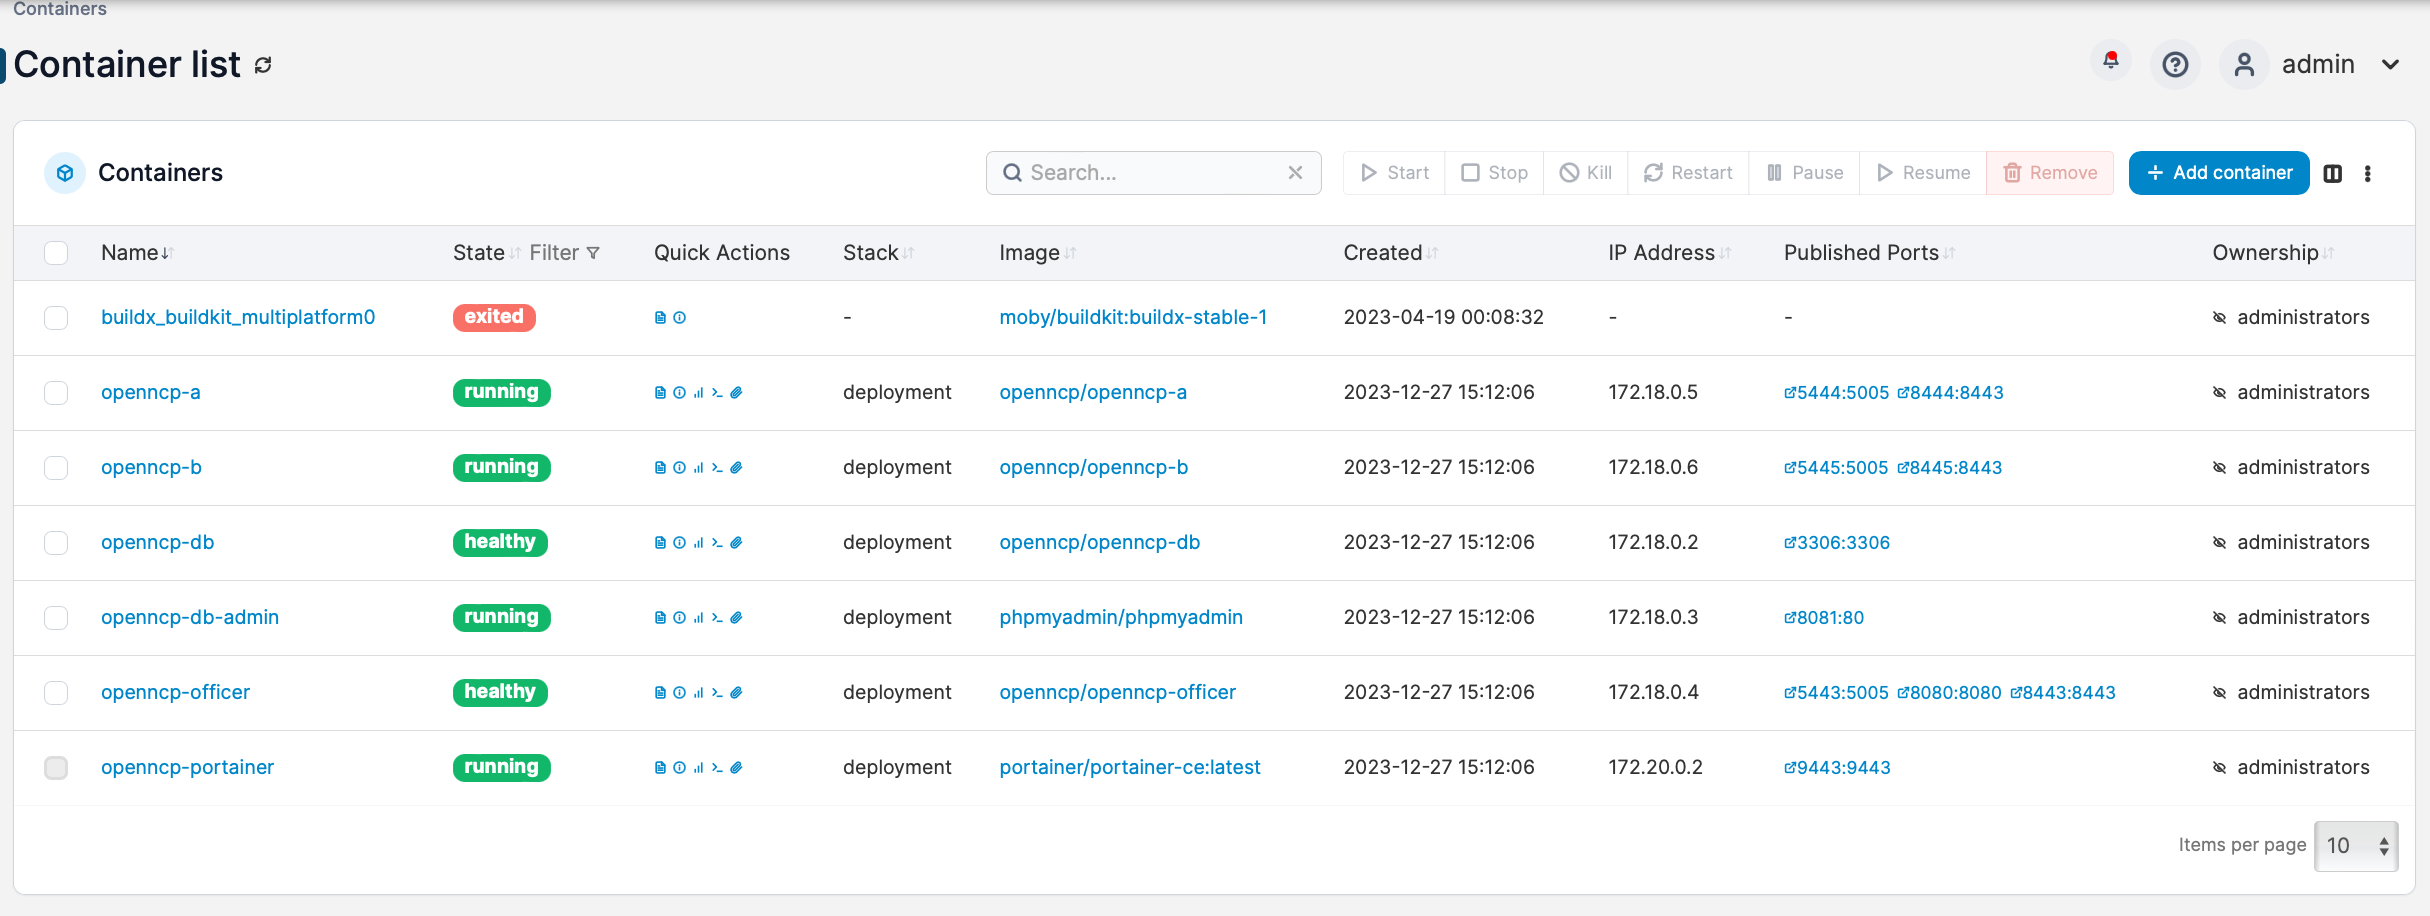 Containers
Container list
admin
Containers
Search...
Start Stop Kill Restart Pause Resume Remove
Add container
Name State Filter Quick Actions Stack Image Created IP Address Published Ports Ownership
buildx_buildkit_multiplatform0 exited - moby/buildkit:buildx-stable-1 2023-04-19 00:08:32 - - administrators
openncp-a running deployment openncp/openncp-a 2023-12-27 15:12:06 172.18.0.5 5444:5005 8444:8443 administrators
openncp-b running deployment openncp/openncp-b 2023-12-27 15:12:06 172.18.0.6 5445:5005 8445:8443 administrators
openncp-db healthy deployment openncp/openncp-db 2023-12-27 15:12:06 172.18.0.2 3306:3306 administrators
openncp-db-admin running deployment phpmyadmin/phpmyadmin 2023-12-27 15:12:06 172.18.0.3 8081:80 administrators
openncp-officer healthy deployment openncp/openncp-officer 2023-12-27 15:12:06 172.18.0.4 5443:5005 8080:8080 8443:8443 administrators
openncp-portainer running deployment portainer/portainer-ce:latest 2023-12-27 15:12:06 172.20.0.2 9443:9443 administrators
Items per page 10